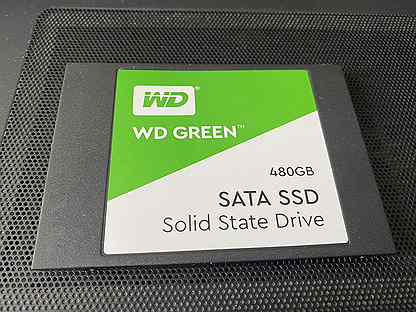 WD®
WD GREEN™
480GB
SATA SSD
Solid State Drive